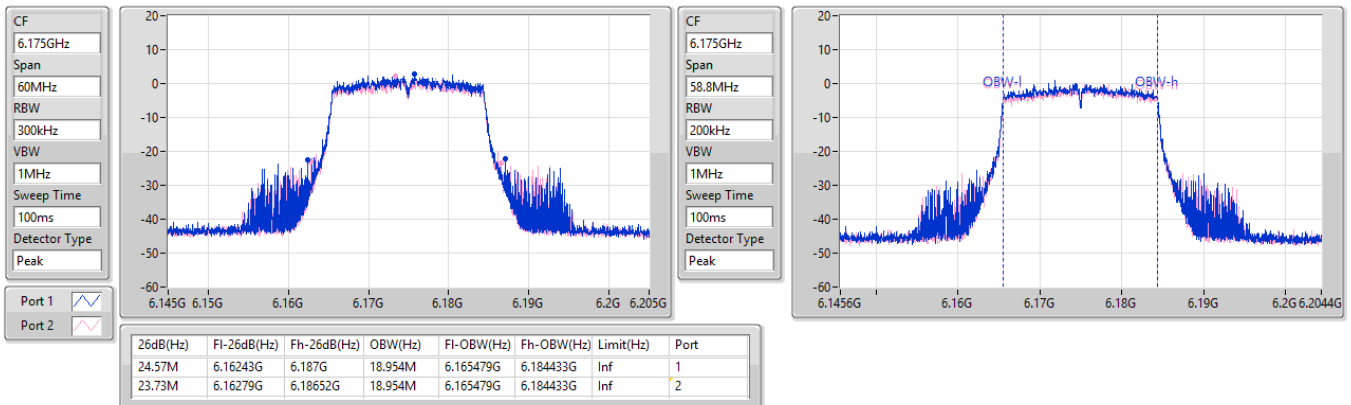 CF
6.175GHz
Span
60MHz
RBW
300kHz
VBW
1MHz
Sweep Time
100ms
Detector Type
Peak
Port 1
Port 2
20
10
0
-10
-20
-30
-40
-50
-60
6.145G 6.15G 6.16G 6.17G 6.18G 6.19G 6.2G 6.205G
CF
6.175GHz
Span
58.8MHz
RBW
200kHz
VBW
1MHz
Sweep Time
100ms
Detector Type
Peak
20
10
0
-10
-20
-30
-40
-50
-60
OBW-l OBW-h
6.1456G 6.16G 6.17G 6.18G 6.19G 6.2G 6.2044G
26dB(Hz) Fl-26dB(Hz) Fh-26dB(Hz) OBW(Hz) Fl-OBW(Hz) Fh-OBW(Hz) Limit(Hz) Port
24.57M 6.16243G 6.187G 18.954M 6.165479G 6.184433G Inf 1
23.73M 6.16279G 6.18652G 18.954M 6.165479G 6.184433G Inf 2